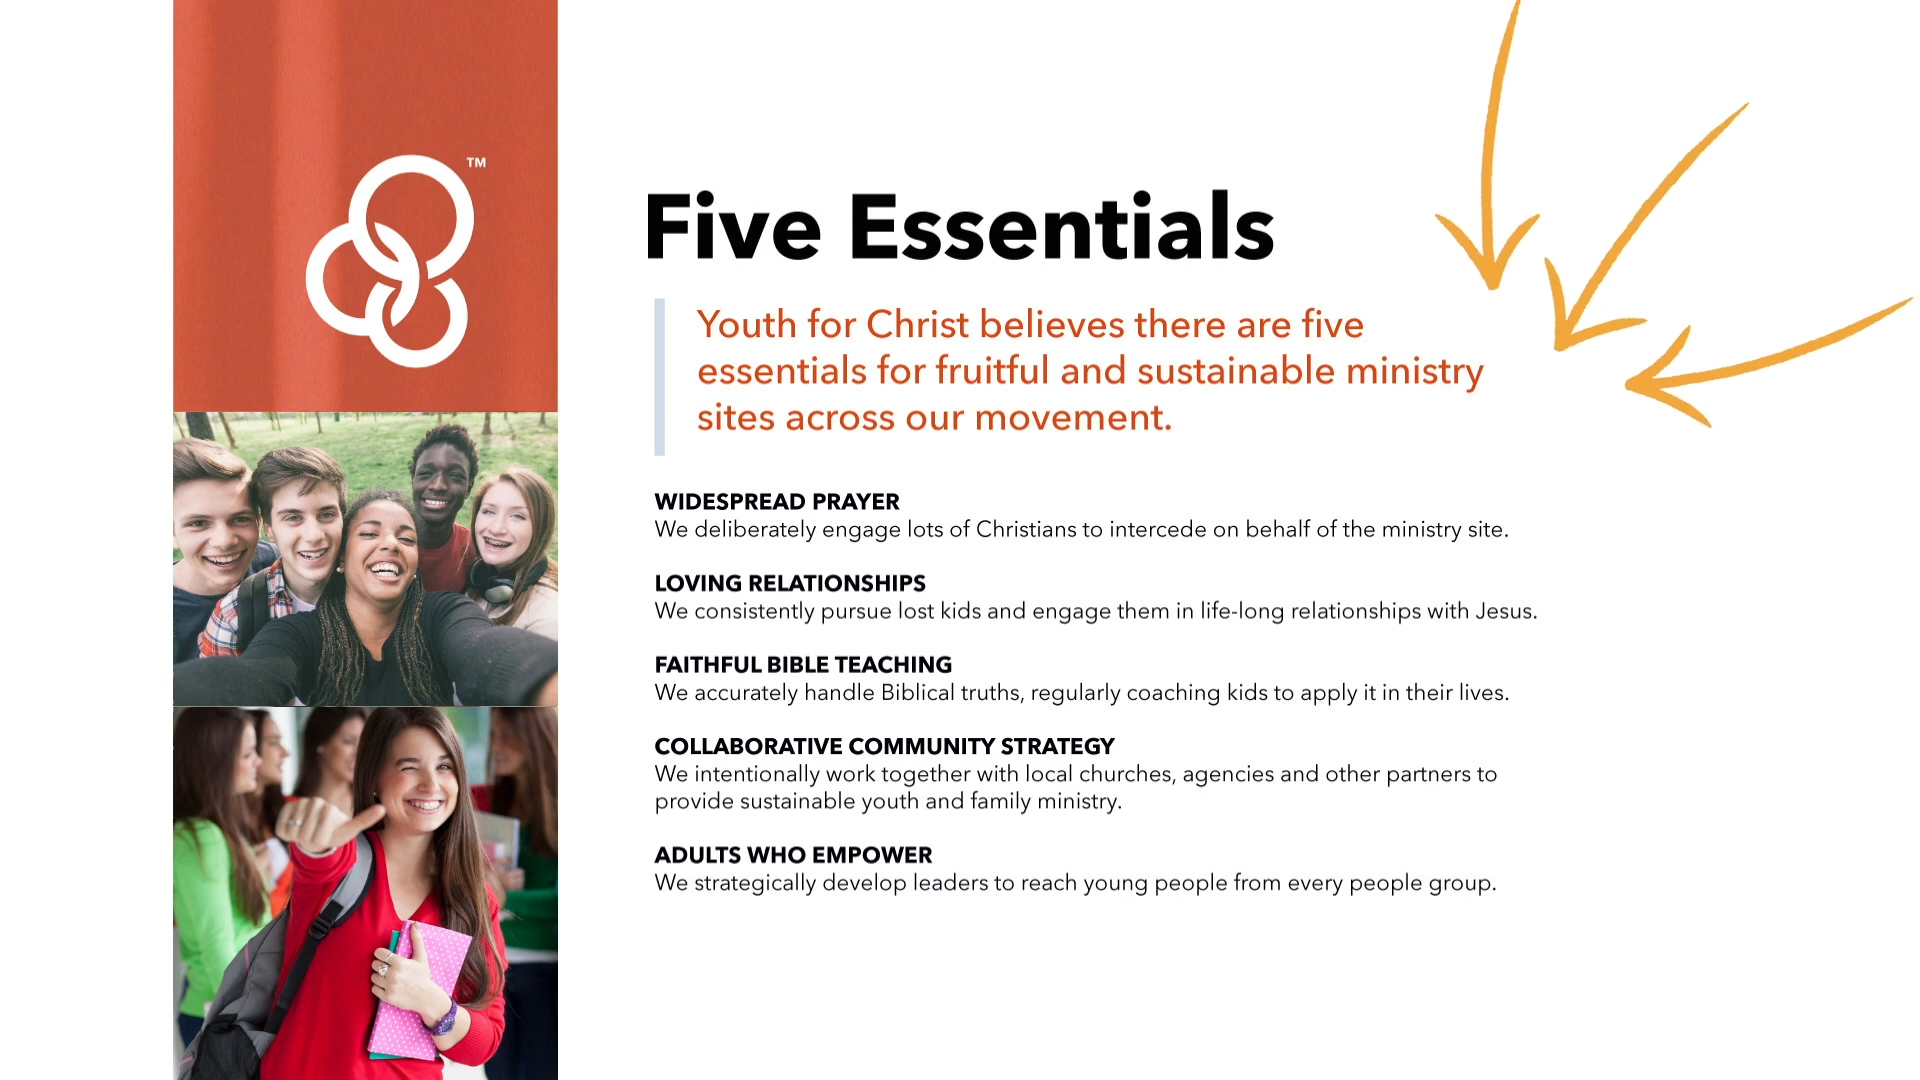 TM
Five Essentials
Youth for Christ believes there are five
essentials for fruitful and sustainable ministry
sites across our movement.
WIDESPREAD PRAYER
We deliberately engage lots of Christians to intercede on behalf of the ministry site.
LOVING RELATIONSHIPS
We consistently pursue lost kids and engage them in life-long relationships with Jesus.
FAITHFUL BIBLE TEACHING
We accurately handle Biblical truths, regularly coaching kids to apply it in their lives.
COLLABORATIVE COMMUNITY STRATEGY
We intentionally work together with local churches, agencies and other partners to
provide sustainable youth and family ministry.
ADULTS WHO EMPOWER
We strategically develop leaders to reach young people from every people group.